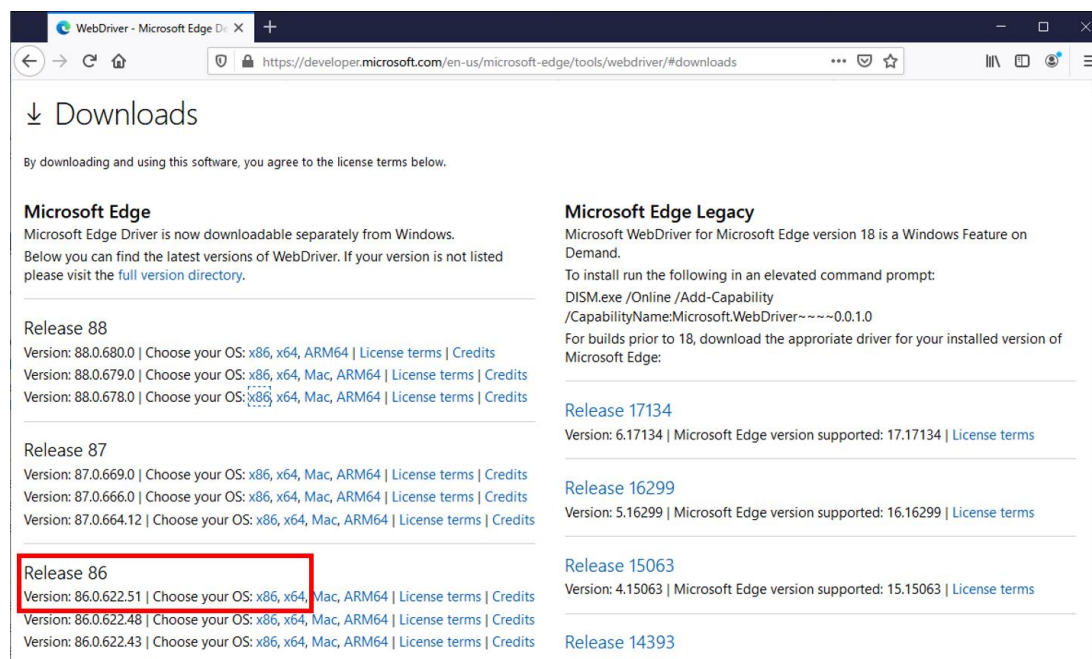 WebDriver - Microsoft Edge De
https://developer.microsoft.com/en-us/microsoft-edge/tools/webdriver/#downloads
Downloads
By downloading and using this software, you agree to the license terms below.
Microsoft Edge
Microsoft Edge Driver is now downloadable separately from Windows.
Below you can find the latest versions of WebDriver. If your version is not listed
please visit the full version directory.
Release 88
Version: 88.0.680.0 | Choose your OS: x86, x64, ARM64 | License terms | Credits
Version: 88.0.679.0 | Choose your OS: x86, x64, Mac, ARM64 | License terms | Credits
Version: 88.0.678.0 | Choose your OS: x86, x64, Mac, ARM64 | License terms | Credits
Release 87
Version: 87.0.669.0 | Choose your OS: x86, x64, Mac, ARM64 | License terms | Credits
Version: 87.0.666.0 | Choose your OS: x86, x64, Mac, ARM64 | License terms | Credits
Version: 87.0.664.12 | Choose your OS: x86, x64, Mac, ARM64 | License terms | Credits
Release 86
Version: 86.0.622.51 | Choose your OS: x86, x64, Mac, ARM64 | License terms | Credits
Version: 86.0.622.48 | Choose your OS: x86, x64, Mac, ARM64 | License terms | Credits
Version: 86.0.622.43 | Choose your OS: x86, x64, Mac, ARM64 | License terms | Credits
Microsoft Edge Legacy
Microsoft WebDriver for Microsoft Edge version 18 is a Windows Feature on
Demand.
To install run the following in an elevated command prompt:
DISM.exe /Online /Add-Capability
/CapabilityName:Microsoft.WebDriver~~~~0.0.1.0
For builds prior to 18, download the approriate driver for your installed version of
Microsoft Edge:
Release 17134
Version: 6.17134 | Microsoft Edge version supported: 17.17134 | License terms
Release 16299
Version: 5.16299 | Microsoft Edge version supported: 16.16299 | License terms
Release 15063
Version: 4.15063 | Microsoft Edge version supported: 15.15063 | License terms
Release 14393